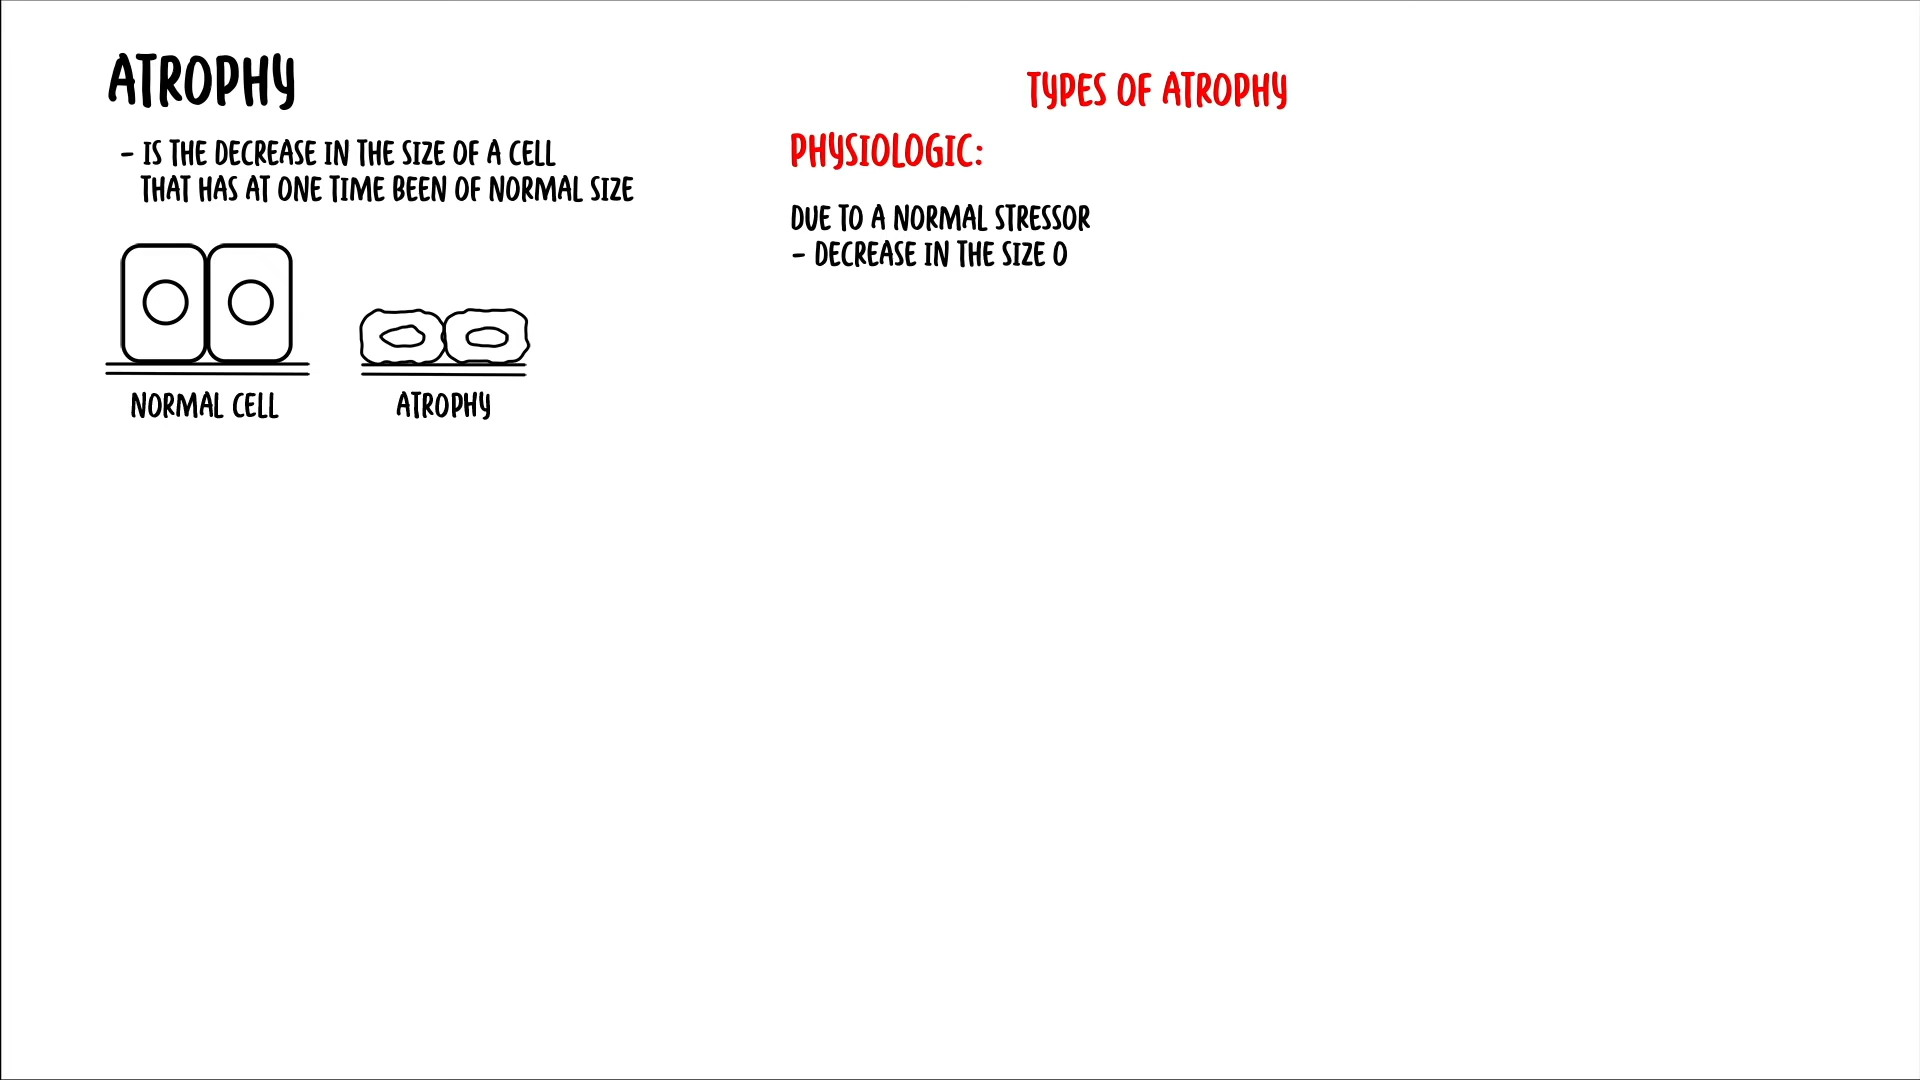 ATROPHY
- IS THE DECREASE IN THE SIZE OF A CELL
THAT HAS AT ONE TIME BEEN OF NORMAL SIZE
NORMAL CELL
ATROPHY
TYPES OF ATROPHY
PHYSIOLOGIC:
DUE TO A NORMAL STRESSOR
- DECREASE IN THE SIZE O